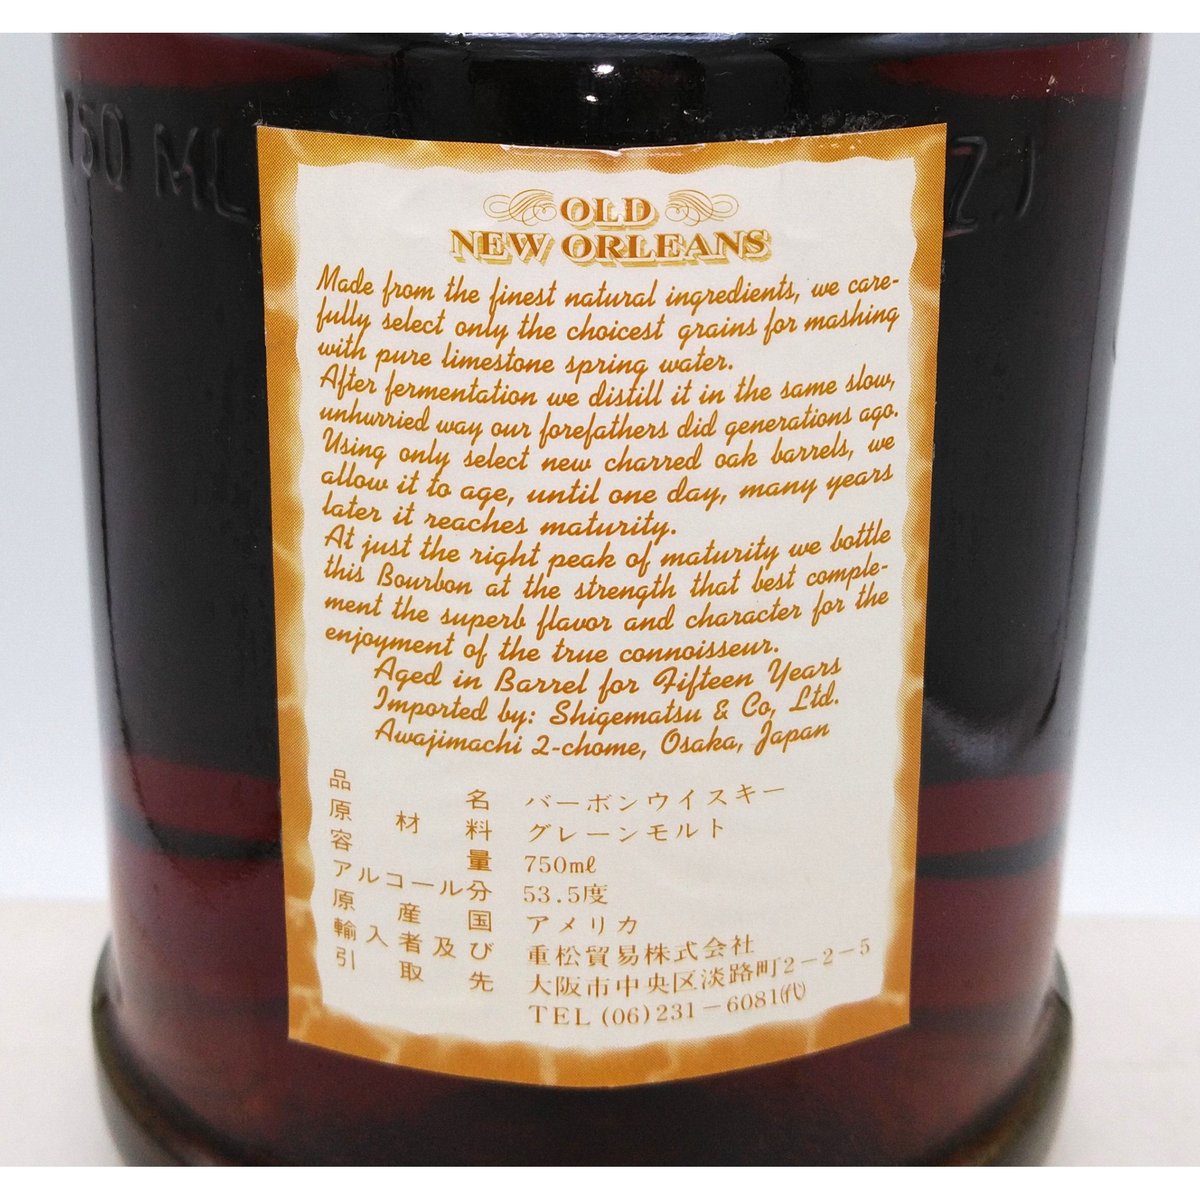 750 ML
Z.)
OLD
NEW ORLEANS
Made from the finest natural ingredients, we care-
fully select only the choicest grains for mashing
with pure limestone spring water.
After fermentation we distill it in the same slow,
unhurried way our forefathers did generations ago.
Using only select new charred oak barrels, we
allow it to age, until one day, many years
later it reaches maturity.
At just the right peak of maturity we bottle
this Bourbon at the strength that best comple-
ment the superb flavor and character for the
enjoyment of the true connoisseur.
Aged in Barrel for Fifteen Years
Imported by: Shigematsu & Co, Ltd.
Awajimachi 2-chome, Osaka, Japan
品名 バーボンウイスキー
原材料 グレーンモルト
容量 750mℓ
アルコール分 53.5度
原産国 アメリカ
輸入者及び 重松貿易株式会社
引取先 大阪市中央区淡路町2-2-5
TEL (06)231-6081㈹